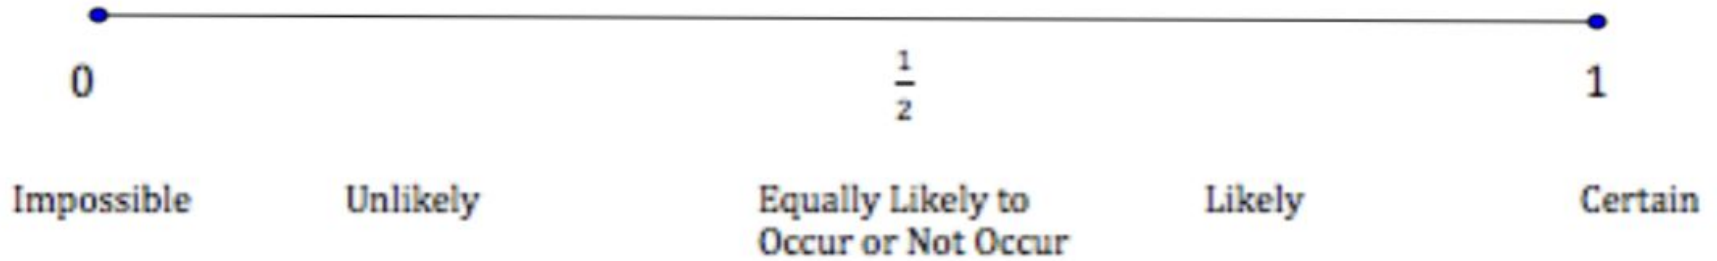 0 1/2 1
Impossible Unlikely Equally Likely to Likely Certain
Occur or Not Occur